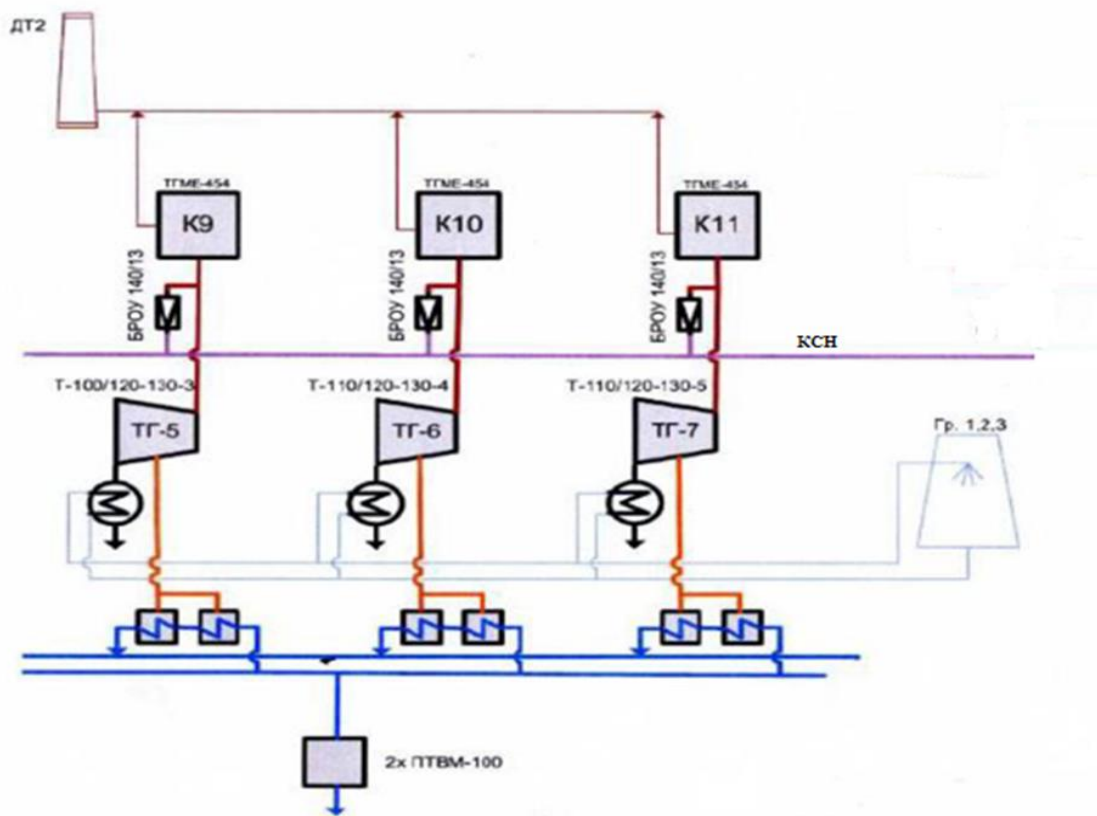 ДТ2
ТГМЕ-454
ТГМЕ-454
ТГМЕ-454
К9
К10
К11
БРОУ 140/13
БРОУ 140/13
БРОУ 140/13
КСН
Т-100/120-130-3
Т-110/120-130-4
Т-110/120-130-5
ТГ-5
ТГ-6
ТГ-7
Гр. 1,2,3
2х ПТВМ-100